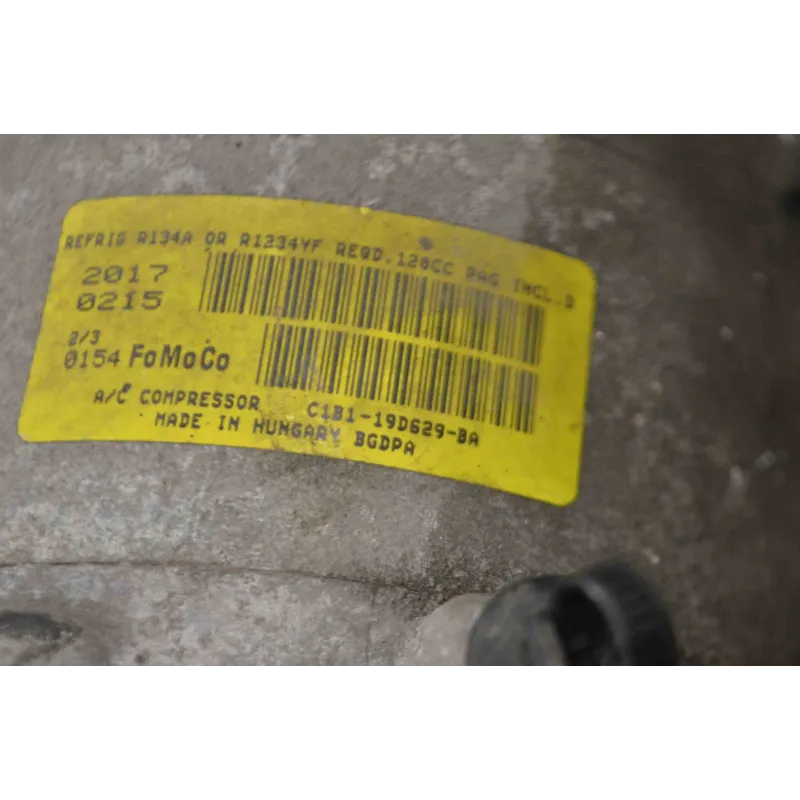 REFRIG R134A OR R1234YF REQD.120CC PAG INCL.D
2017
0215
2/3
0154 FoMoCo
A/C COMPRESSOR C1B1-19D629-BA
MADE IN HUNGARY BGDPA